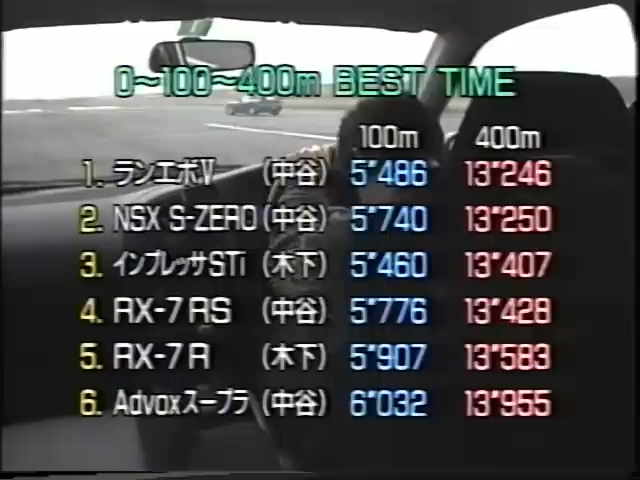 0~100~400m BEST TIME
100m 400m
1. ランエボV (中谷) 5"486 13"246
2. NSX S-ZERO (中谷) 5"740 13"250
3. インプレッサSTi (木下) 5"460 13"407
4. RX-7 RS (中谷) 5"776 13"428
5. RX-7 R (木下) 5"907 13"583
6. Advoxスープラ (中谷) 6"032 13"955